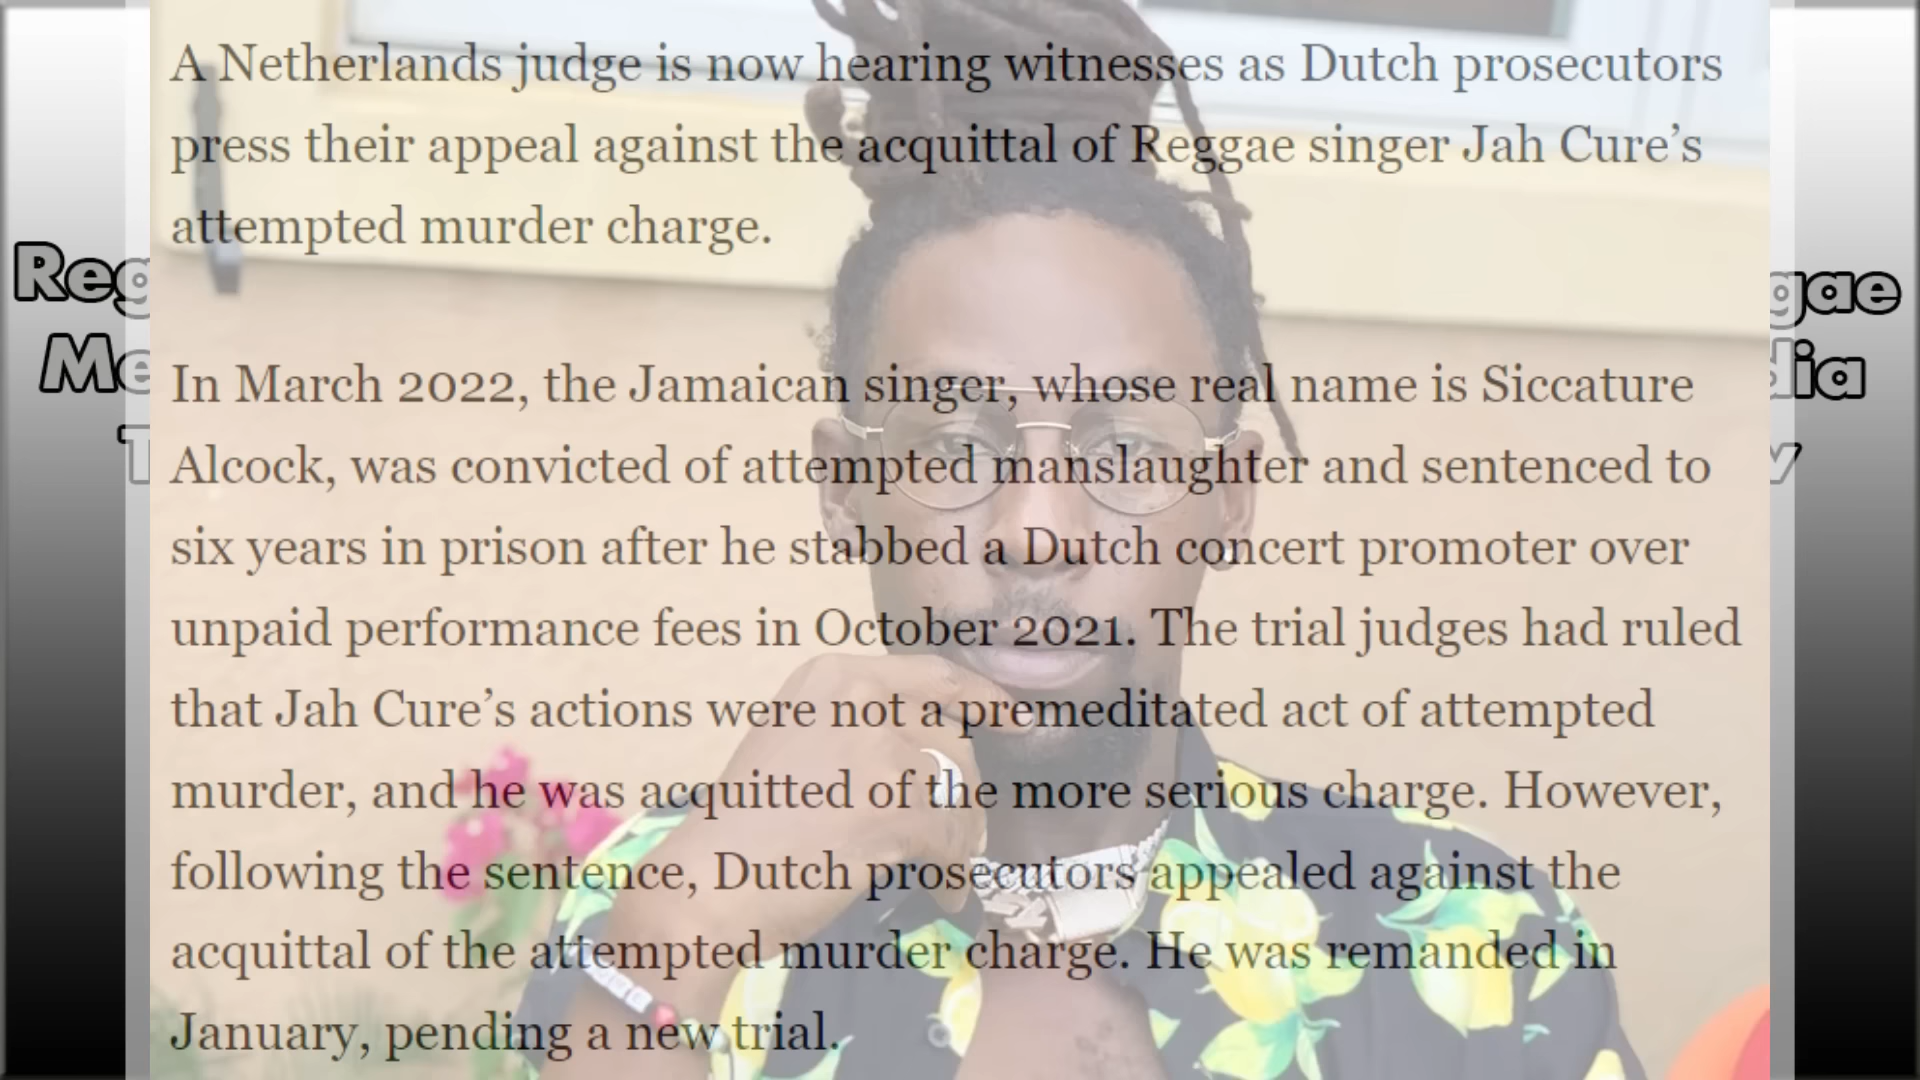 A Netherlands judge is now hearing witnesses as Dutch prosecutors
press their appeal against the acquittal of Reggae singer Jah Cure’s
attempted murder charge.
In March 2022, the Jamaican singer, whose real name is Siccature
Alcock, was convicted of attempted manslaughter and sentenced to
six years in prison after he stabbed a Dutch concert promoter over
unpaid performance fees in October 2021. The trial judges had ruled
that Jah Cure’s actions were not a premeditated act of attempted
murder, and he was acquitted of the more serious charge. However,
following the sentence, Dutch prosecutors appealed against the
acquittal of the attempted murder charge. He was remanded in
January, pending a new trial.